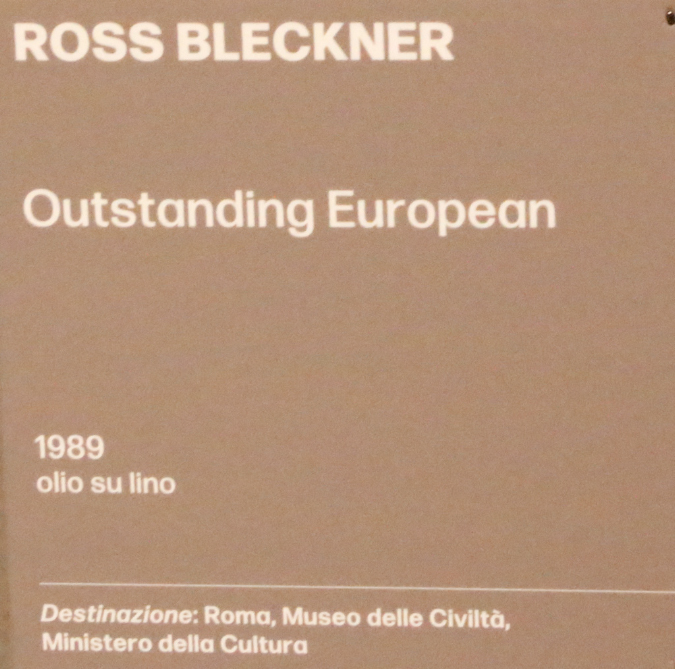 ROSS BLECKNER
Outstanding European
1989
olio su lino
Destinazione: Roma, Museo delle Civiltà,
Ministero della Cultura